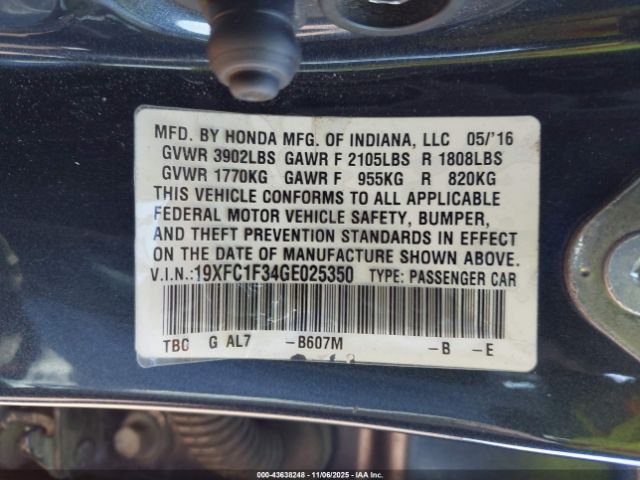 MFD. BY HONDA MFG. OF INDIANA, LLC 05/'16
GVWR 3902LBS GAWR F 2105LBS R 1808LBS
GVWR 1770KG GAWR F 955KG R 820KG
THIS VEHICLE CONFORMS TO ALL APPLICABLE
FEDERAL MOTOR VEHICLE SAFETY, BUMPER,
AND THEFT PREVENTION STANDARDS IN EFFECT
ON THE DATE OF MANUFACTURE SHOWN ABOVE.
V.I.N.:19XFC1F34GE025350 TYPE: PASSENGER CAR
TBC G AL7 -B607M -B -E
000-43638248 - 11/06/2025 - IAA Inc.